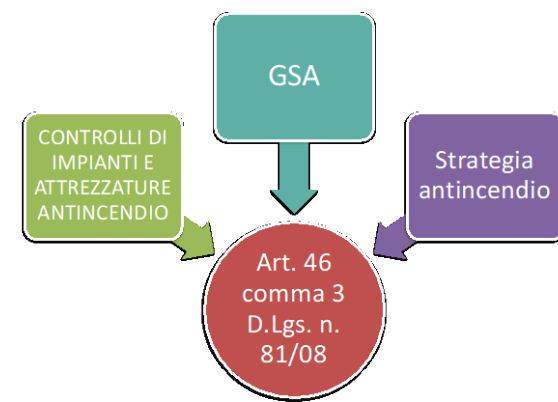 GSA
CONTROLLI DI
IMPIANTI E
ATTREZZATURE
ANTINCENDIO
Strategia
antincendio
Art. 46
comma 3
D.Lgs. n.
81/08